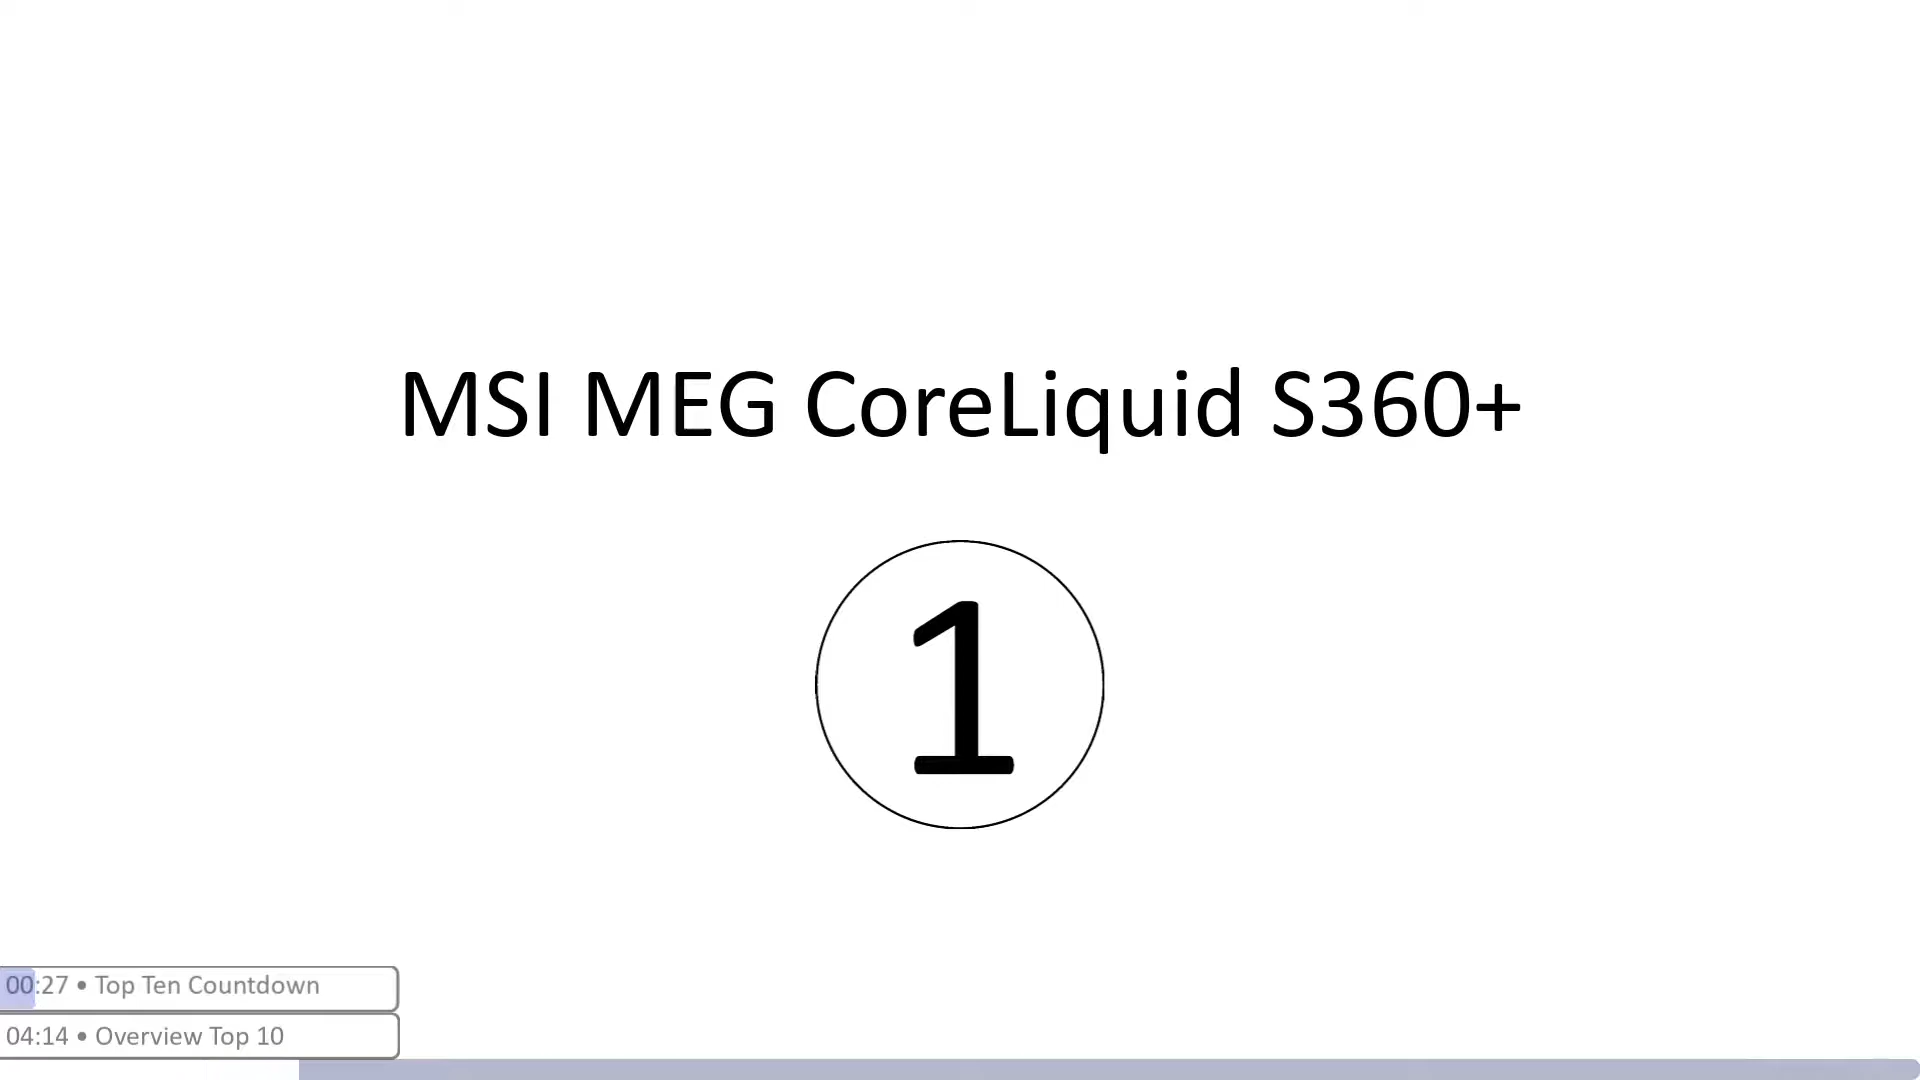 MSI MEG CoreLiquid S360+
1
00:27 • Top Ten Countdown
04:14 • Overview Top 10